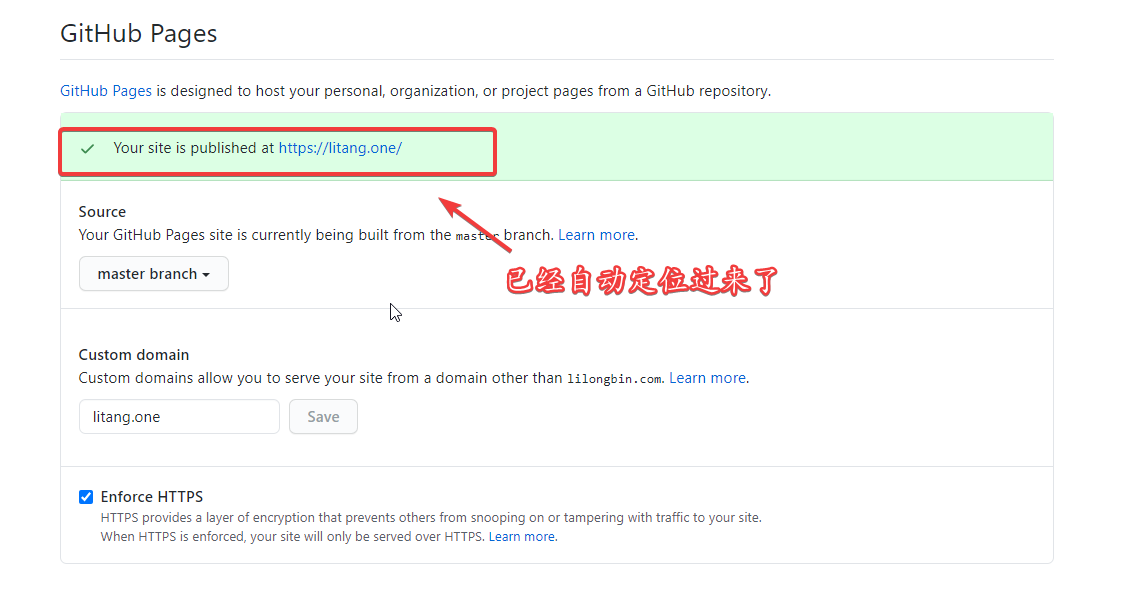 GitHub Pages
GitHub Pages is designed to host your personal, organization, or project pages from a GitHub repository.
Your site is published at https://litang.one/
Source
Your GitHub Pages site is currently being built from the master branch. Learn more.
master branch
已经自动定位过来了
Custom domain
Custom domains allow you to serve your site from a domain other than lilongbin.com. Learn more.
litang.one
Save
Enforce HTTPS
HTTPS provides a layer of encryption that prevents others from snooping on or tampering with traffic to your site.
When HTTPS is enforced, your site will only be served over HTTPS. Learn more.